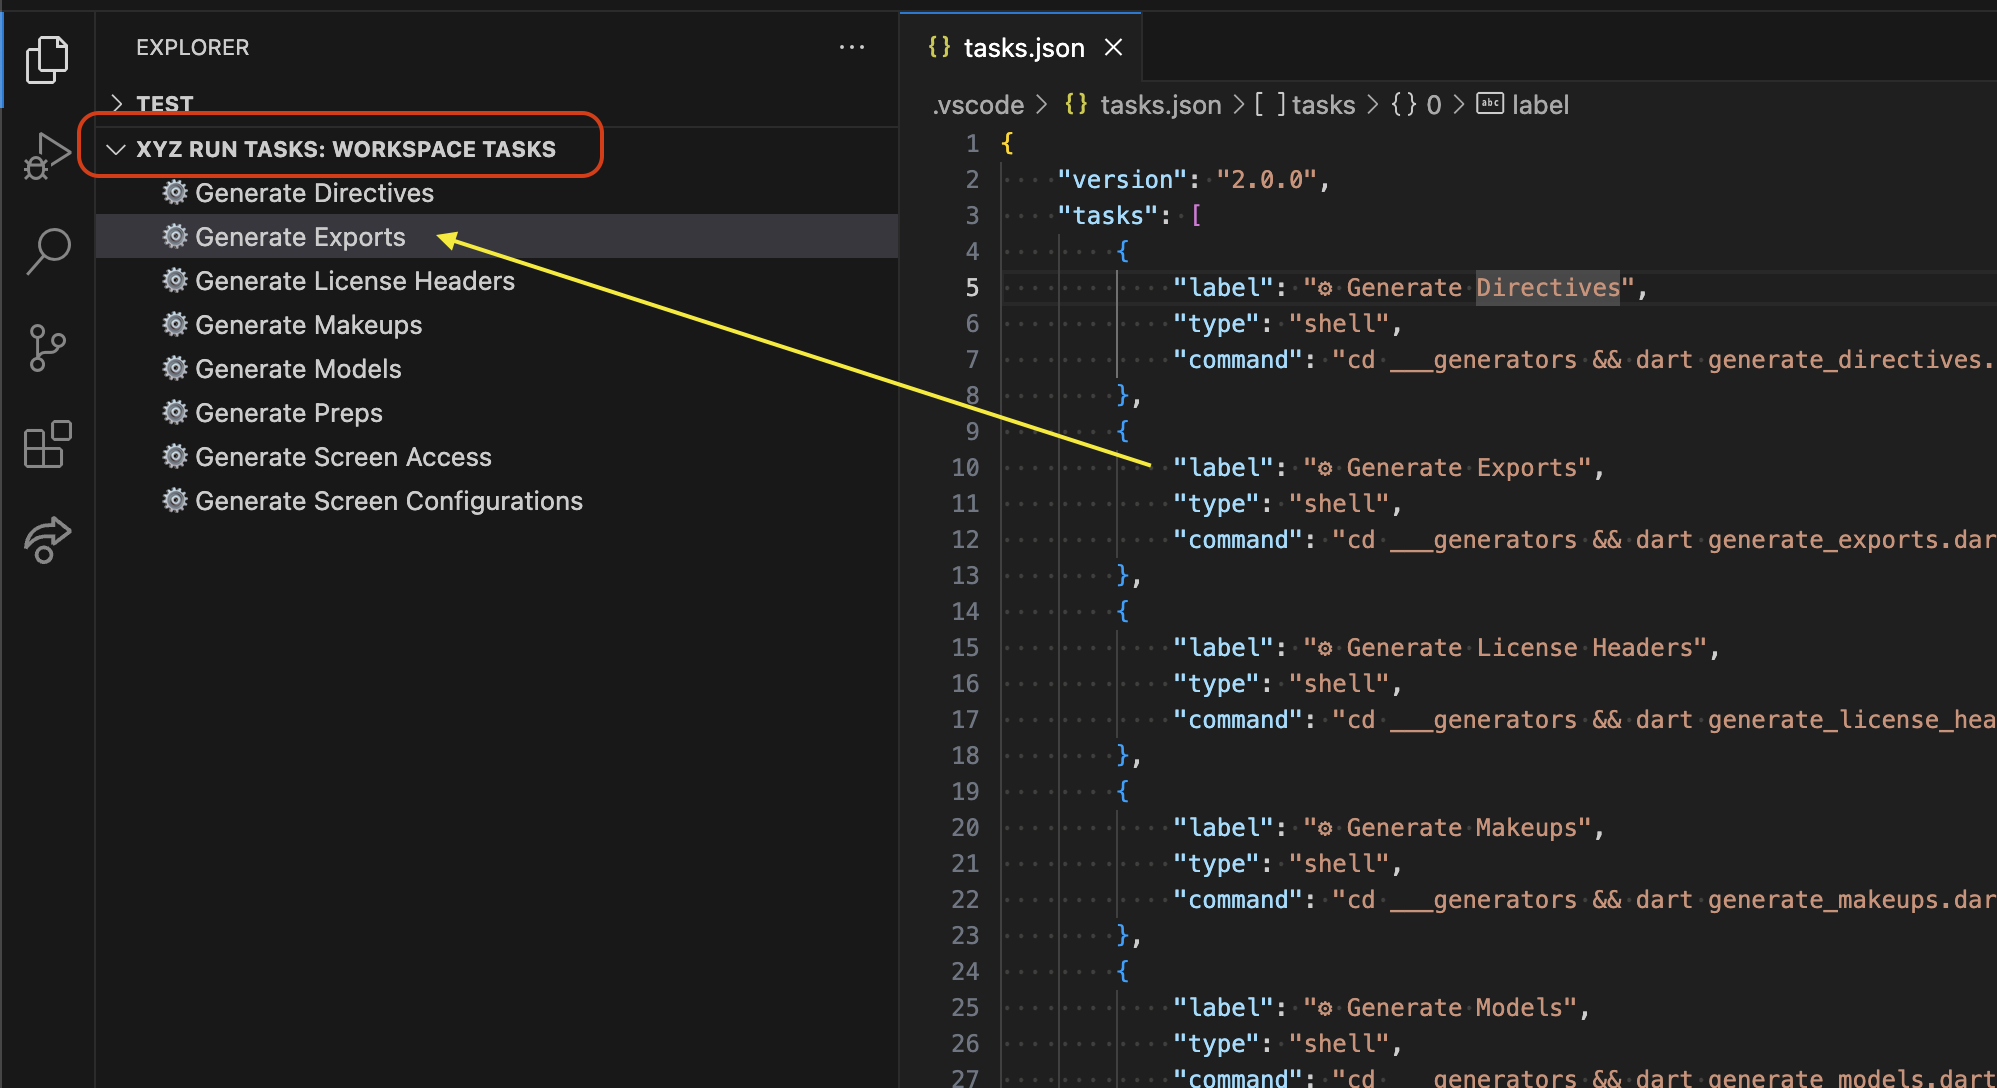 EXPLORER
TEST
XYZ RUN TASKS: WORKSPACE TASKS
⚙ Generate Directives
⚙ Generate Exports
⚙ Generate License Headers
⚙ Generate Makeups
⚙ Generate Models
⚙ Generate Preps
⚙ Generate Screen Access
⚙ Generate Screen Configurations
{} tasks.json
.vscode > {} tasks.json > [ ] tasks > {} 0 > abc label
1 {
2 "version": "2.0.0",
3 "tasks": [
4 {
5 "label": "⚙ Generate Directives",
6 "type": "shell",
7 "command": "cd ___generators && dart generate_directives.
8 },
9 {
10 "label": "⚙ Generate Exports",
11 "type": "shell",
12 "command": "cd ___generators && dart generate_exports.dar
13 },
14 {
15 "label": "⚙ Generate License Headers",
16 "type": "shell",
17 "command": "cd ___generators && dart generate_license_hea
18 },
19 {
20 "label": "⚙ Generate Makeups",
21 "type": "shell",
22 "command": "cd ___generators && dart generate_makeups.dar
23 },
24 {
25 "label": "⚙ Generate Models",
26 "type": "shell",
27 "command": "cd ___generators && dart generate_models.dart